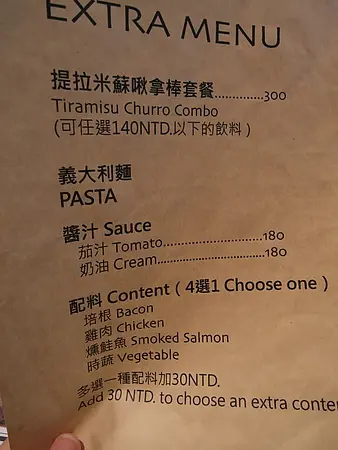 EXTRA MENU
提拉米蘇啾拿棒套餐..............300
Tiramisu Churro Combo
(可任選140NTD.以下的飲料)
義大利麵
PASTA
醬汁 Sauce
茄汁 Tomato...........................180
奶油 Cream.............................180
配料 Content ( 4選1 Choose one )
培根 Bacon
雞肉 Chicken
燻鮭魚 Smoked Salmon
時蔬 Vegetable
多選一種配料加30NTD.
Add 30 NTD. to choose an extra conte